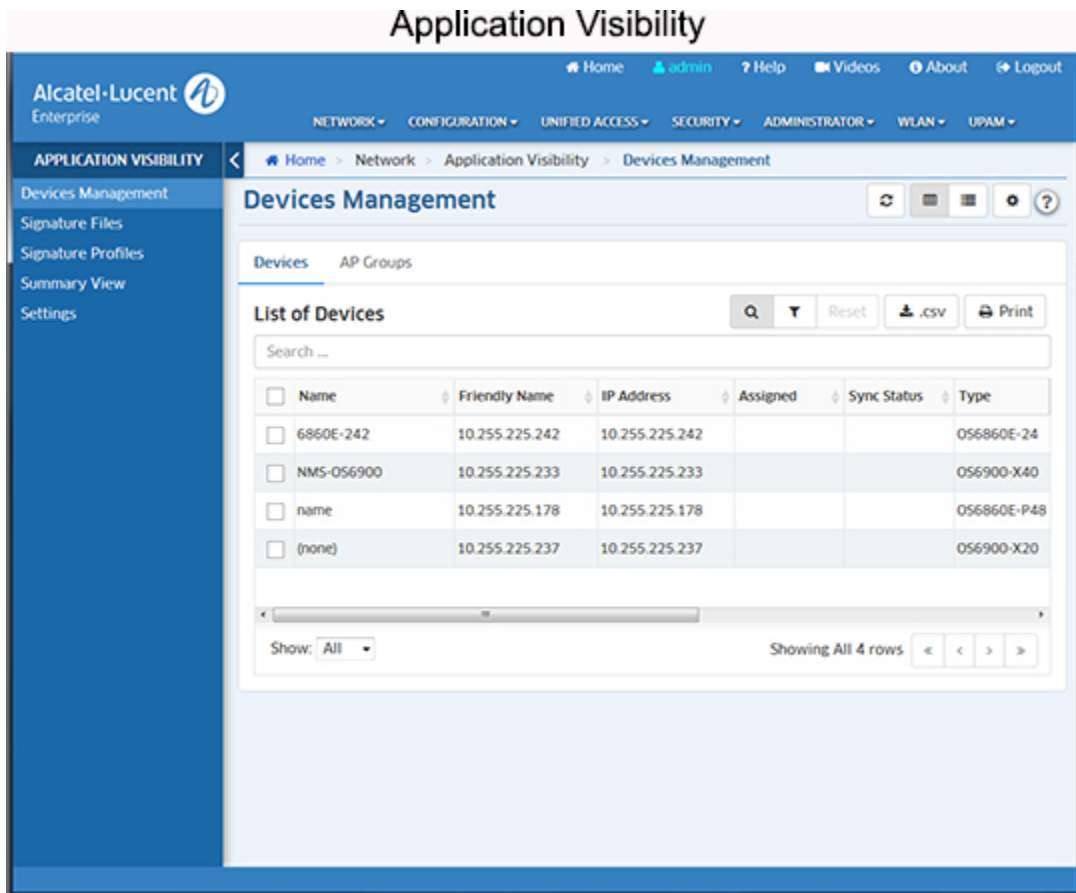 Application Visibility
Home admin ? Help Videos About Logout
Alcatel·Lucent
Enterprise
NETWORK CONFIGURATION UNIFIED ACCESS SECURITY ADMINISTRATOR WLAN UPAM
APPLICATION VISIBILITY
Home > Network > Application Visibility > Devices Management
Devices Management
Signature Files
Signature Profiles
Summary View
Settings
Devices Management
?
Devices AP Groups
List of Devices
Reset .csv Print
Search ...
Name Friendly Name IP Address Assigned Sync Status Type
6860E-242 10.255.225.242 10.255.225.242 OS6860E-24
NMS-OS6900 10.255.225.233 10.255.225.233 OS6900-X40
name 10.255.225.178 10.255.225.178 OS6860E-P48
(none) 10.255.225.237 10.255.225.237 OS6900-X20
Show: All Showing All 4 rows « ‹ › »